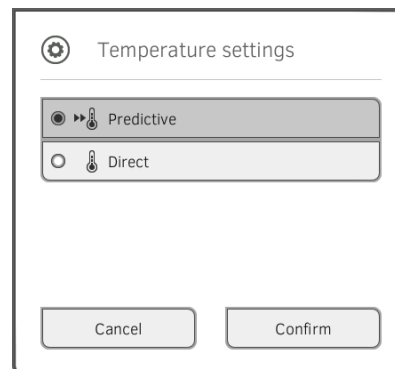 Temperature settings
Predictive
Direct
Cancel
Confirm